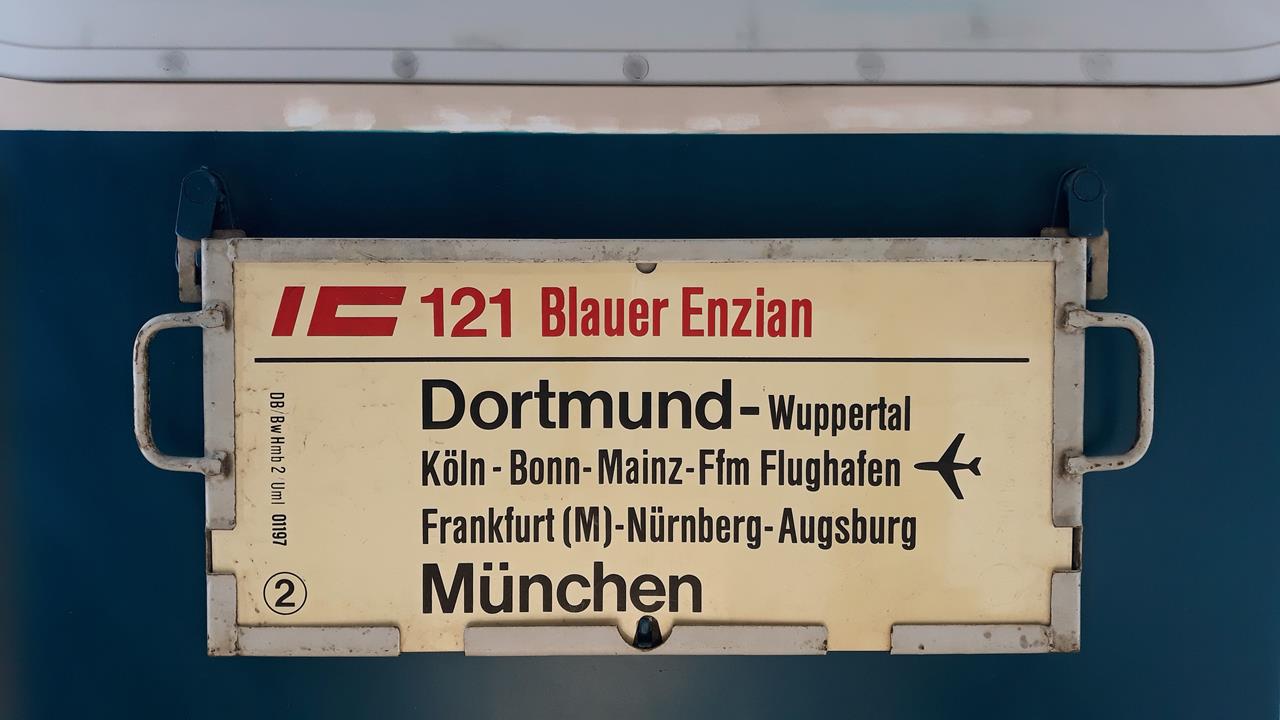 IC 121 Blauer Enzian
Dortmund - Wuppertal
Köln - Bonn - Mainz - Ffm Flughafen
Frankfurt (M) - Nürnberg - Augsburg
München
DB/Bw Hmb 2 Uml 01197
2